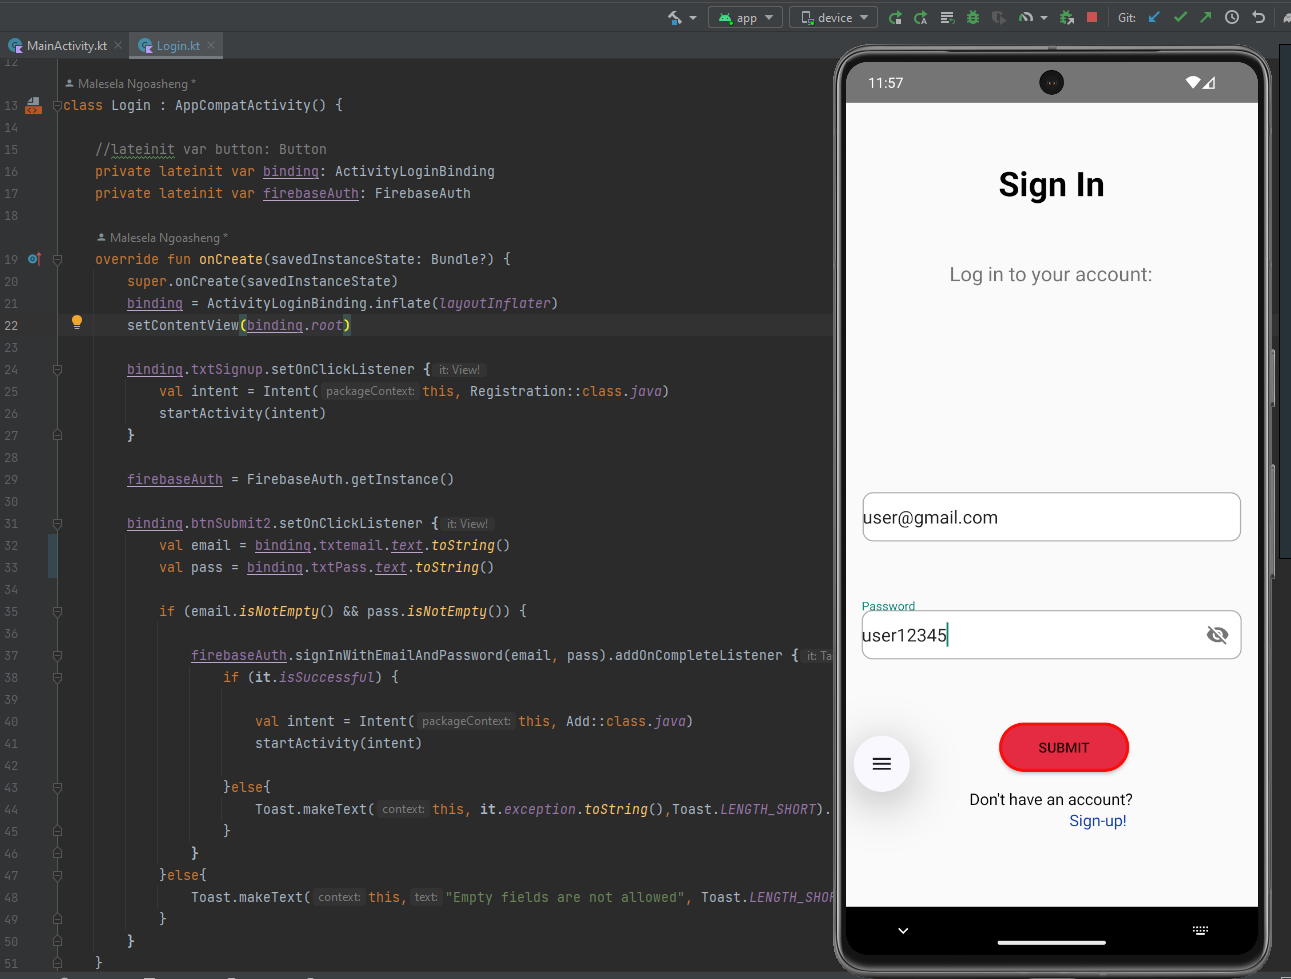 app
device
Git:
MainActivity.kt
Login.kt
12
Malesela Ngoasheng *
13 class Login : AppCompatActivity() {
14
15 //lateinit var button: Button
16 private lateinit var binding: ActivityLoginBinding
17 private lateinit var firebaseAuth: FirebaseAuth
18
Malesela Ngoasheng *
19 override fun onCreate(savedInstanceState: Bundle?) {
20 super.onCreate(savedInstanceState)
21 binding = ActivityLoginBinding.inflate(layoutInflater)
22 setContentView(binding.root)
23
24 binding.txtSignup.setOnClickListener { it: View!
25 val intent = Intent( packageContext: this, Registration::class.java)
26 startActivity(intent)
27 }
28
29 firebaseAuth = FirebaseAuth.getInstance()
30
31 binding.btnSubmit2.setOnClickListener { it: View!
32 val email = binding.txtemail.text.toString()
33 val pass = binding.txtPass.text.toString()
34
35 if (email.isNotEmpty() && pass.isNotEmpty()) {
36
37 firebaseAuth.signInWithEmailAndPassword(email, pass).addOnCompleteListener { it: Ta
38 if (it.isSuccessful) {
39
40 val intent = Intent( packageContext: this, Add::class.java)
41 startActivity(intent)
42
43 }else{
44 Toast.makeText( context: this, it.exception.toString(),Toast.LENGTH_SHORT).
45 }
46 }
47 }else{
48 Toast.makeText( context: this, text: "Empty fields are not allowed", Toast.LENGTH_SHOR
49 }
50 }
51 }
11:57
Sign In
Log in to your account:
user@gmail.com
Password
user12345
SUBMIT
Don't have an account?
Sign-up!